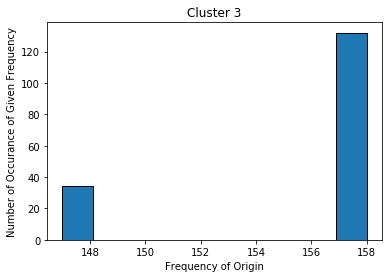 Cluster 3
Number of Occurance of Given Frequency
120
100
80
60
40
20
0
148 150 152 154 156 158
Frequency of Origin